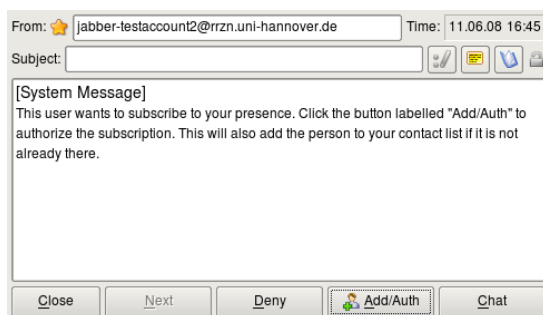 From: jabber-testaccount2@rrzn.uni-hannover.de Time: 11.06.08 16:45
Subject:
[System Message]
This user wants to subscribe to your presence. Click the button labelled "Add/Auth" to
authorize the subscription. This will also add the person to your contact list if it is not
already there.
Close Next Deny Add/Auth Chat